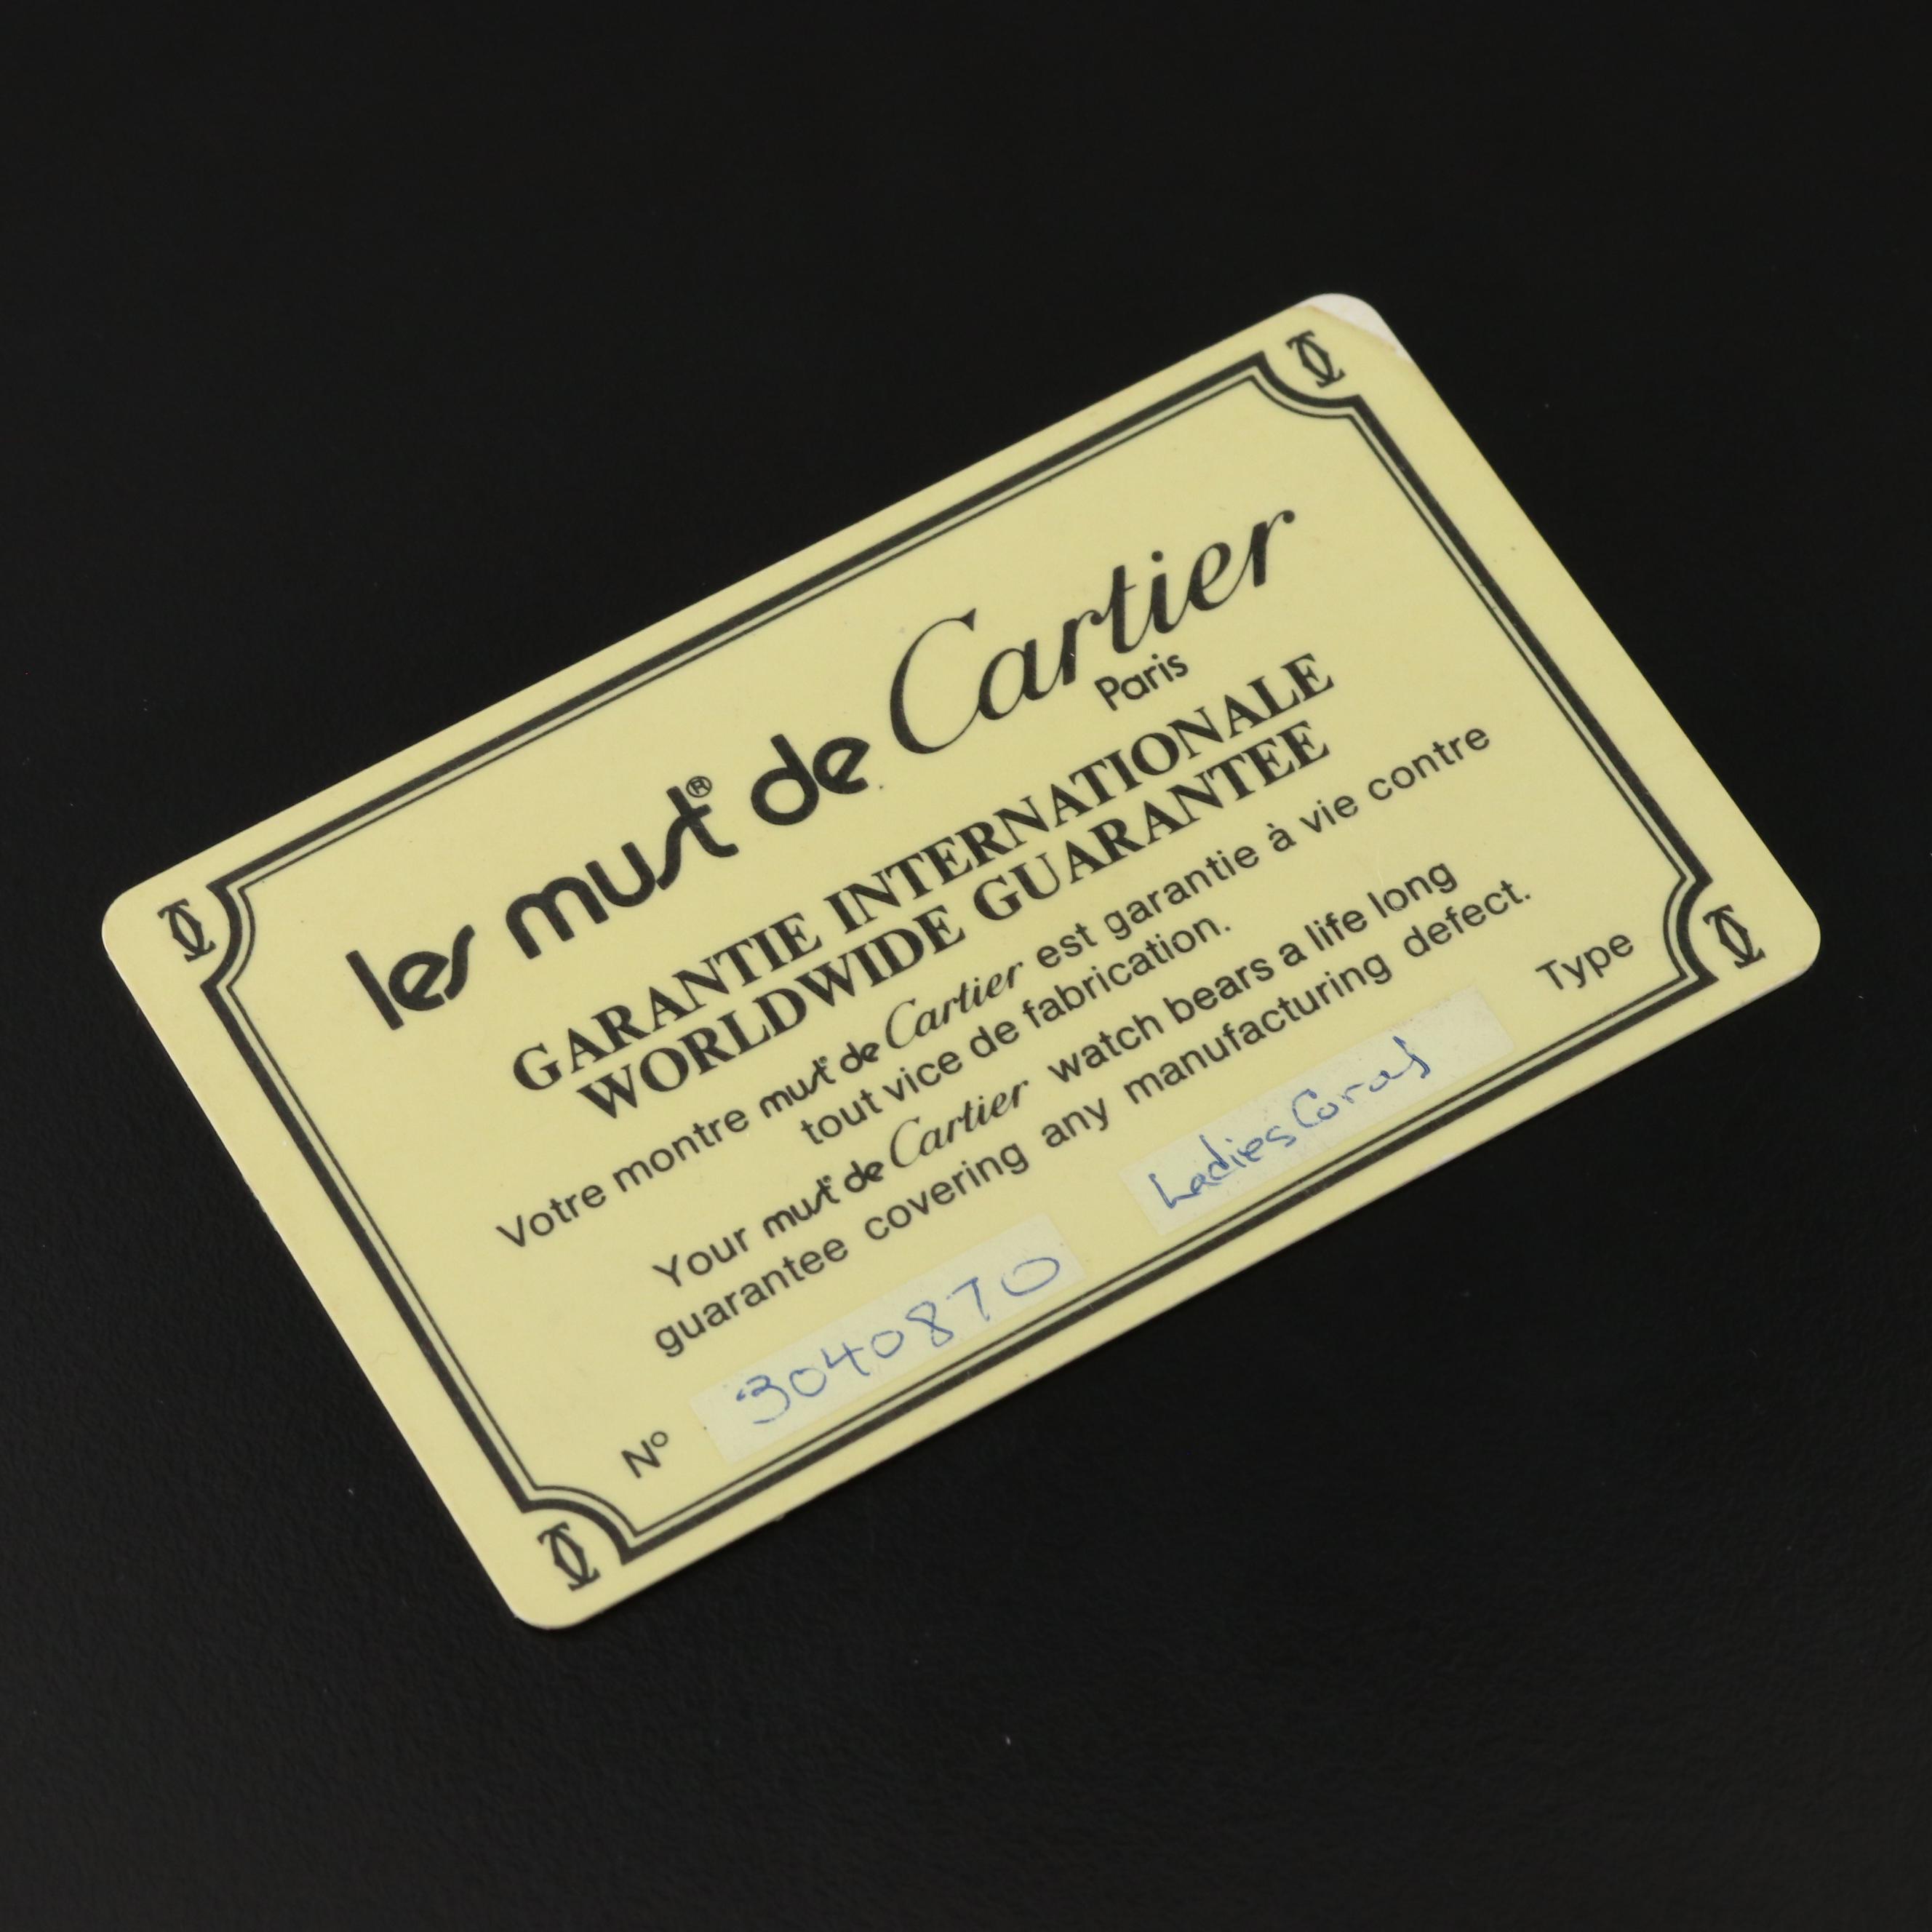 les must® de Cartier
Paris
GARANTIE INTERNATIONALE
WORLDWIDE GUARANTEE
Votre montre must de Cartier est garantie à vie contre
tout vice de fabrication.
Your must de Cartier watch bears a life long
guarantee covering any manufacturing defect.
Nº 3040870 Ladies Coral Type